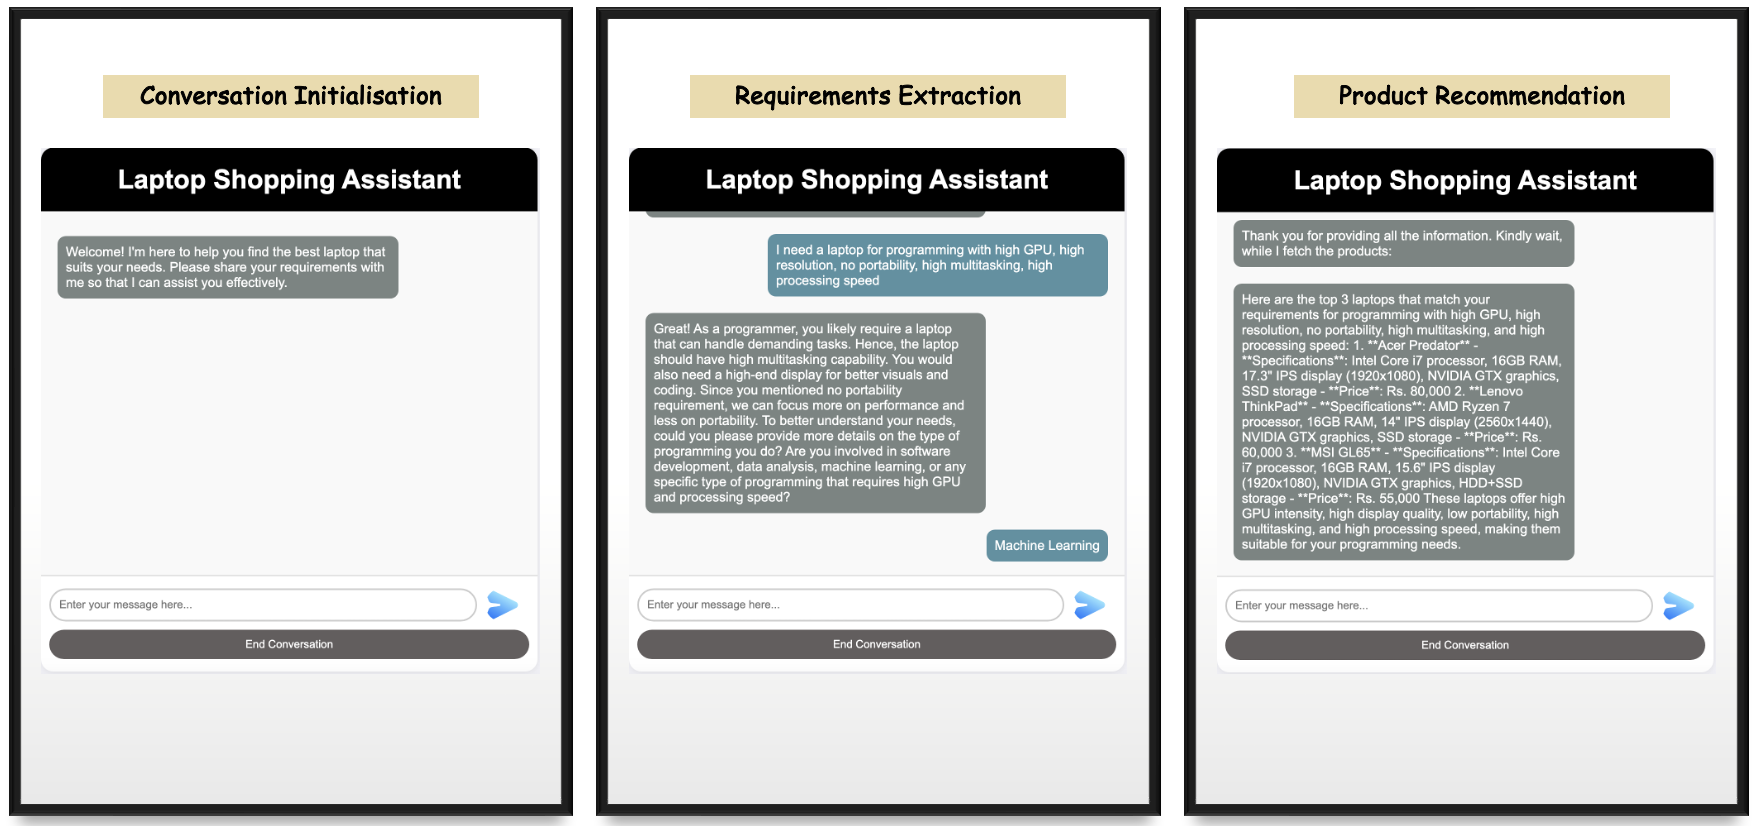 Conversation Initialisation
Laptop Shopping Assistant
Welcome! I'm here to help you find the best laptop that
suits your needs. Please share your requirements with
me so that I can assist you effectively.
Enter your message here...
End Conversation
Requirements Extraction
Laptop Shopping Assistant
I need a laptop for programming with high GPU, high
resolution, no portability, high multitasking, high
processing speed
Great! As a programmer, you likely require a laptop
that can handle demanding tasks. Hence, the laptop
should have high multitasking capability. You would
also need a high-end display for better visuals and
coding. Since you mentioned no portability
requirement, we can focus more on performance and
less on portability. To better understand your needs,
could you please provide more details on the type of
programming you do? Are you involved in software
development, data analysis, machine learning, or any
specific type of programming that requires high GPU
and processing speed?
Machine Learning
Enter your message here...
End Conversation
Product Recommendation
Laptop Shopping Assistant
Thank you for providing all the information. Kindly wait,
while I fetch the products:
Here are the top 3 laptops that match your
requirements for programming with high GPU, high
resolution, no portability, high multitasking, and high
processing speed: 1. **Acer Predator** -
**Specifications**: Intel Core i7 processor, 16GB RAM,
17.3" IPS display (1920x1080), NVIDIA GTX graphics,
SSD storage - **Price**: Rs. 80,000 2. **Lenovo
ThinkPad** - **Specifications**: AMD Ryzen 7
processor, 16GB RAM, 14" IPS display (2560x1440),
NVIDIA GTX graphics, SSD storage - **Price**: Rs.
60,000 3. **MSI GL65** - **Specifications**: Intel Core
i7 processor, 16GB RAM, 15.6" IPS display
(1920x1080), NVIDIA GTX graphics, HDD+SSD
storage - **Price**: Rs. 55,000 These laptops offer high
GPU intensity, high display quality, low portability, high
multitasking, and high processing speed, making them
suitable for your programming needs.
Enter your message here...
End Conversation